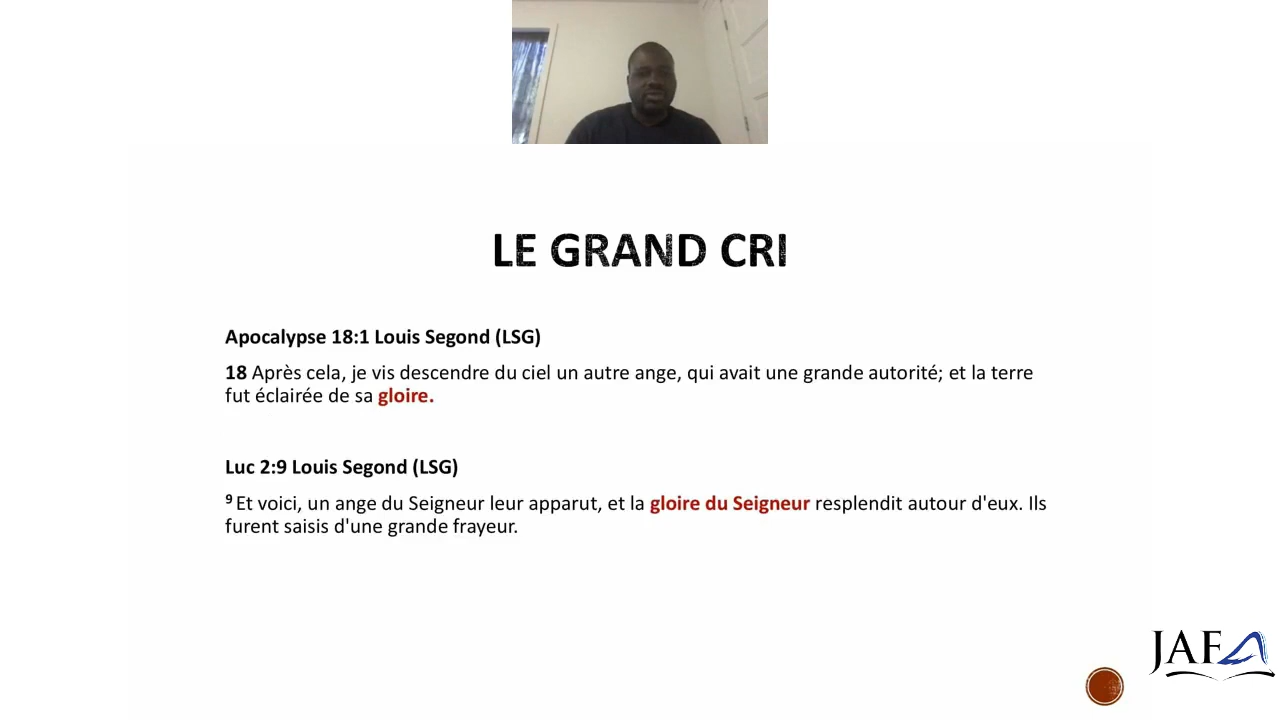 LE GRAND CRI
Apocalypse 18:1 Louis Segond (LSG)
18 Après cela, je vis descendre du ciel un autre ange, qui avait une grande autorité; et la terre
fut éclairée de sa gloire.
Luc 2:9 Louis Segond (LSG)
9 Et voici, un ange du Seigneur leur apparut, et la gloire du Seigneur resplendit autour d'eux. Ils
furent saisis d'une grande frayeur.
JAFA